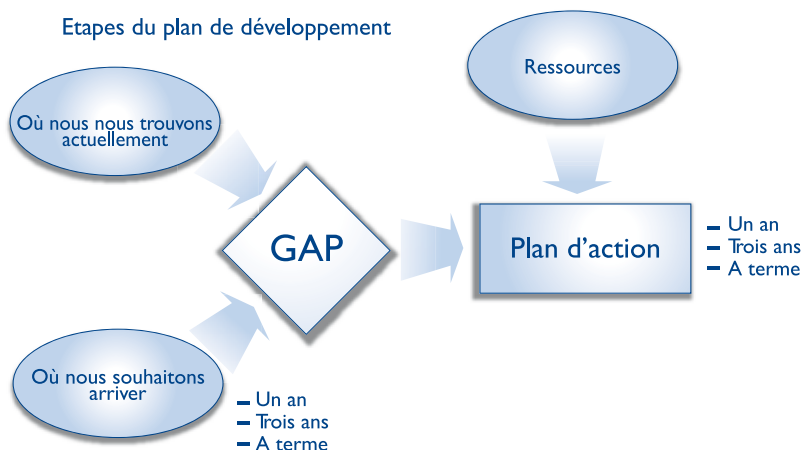 Etapes du plan de développement
Ressources
Où nous nous trouvons
actuellement
GAP
Plan d'action
– Un an
– Trois ans
– A terme
Où nous souhaitons
arriver
– Un an
– Trois ans
– A terme